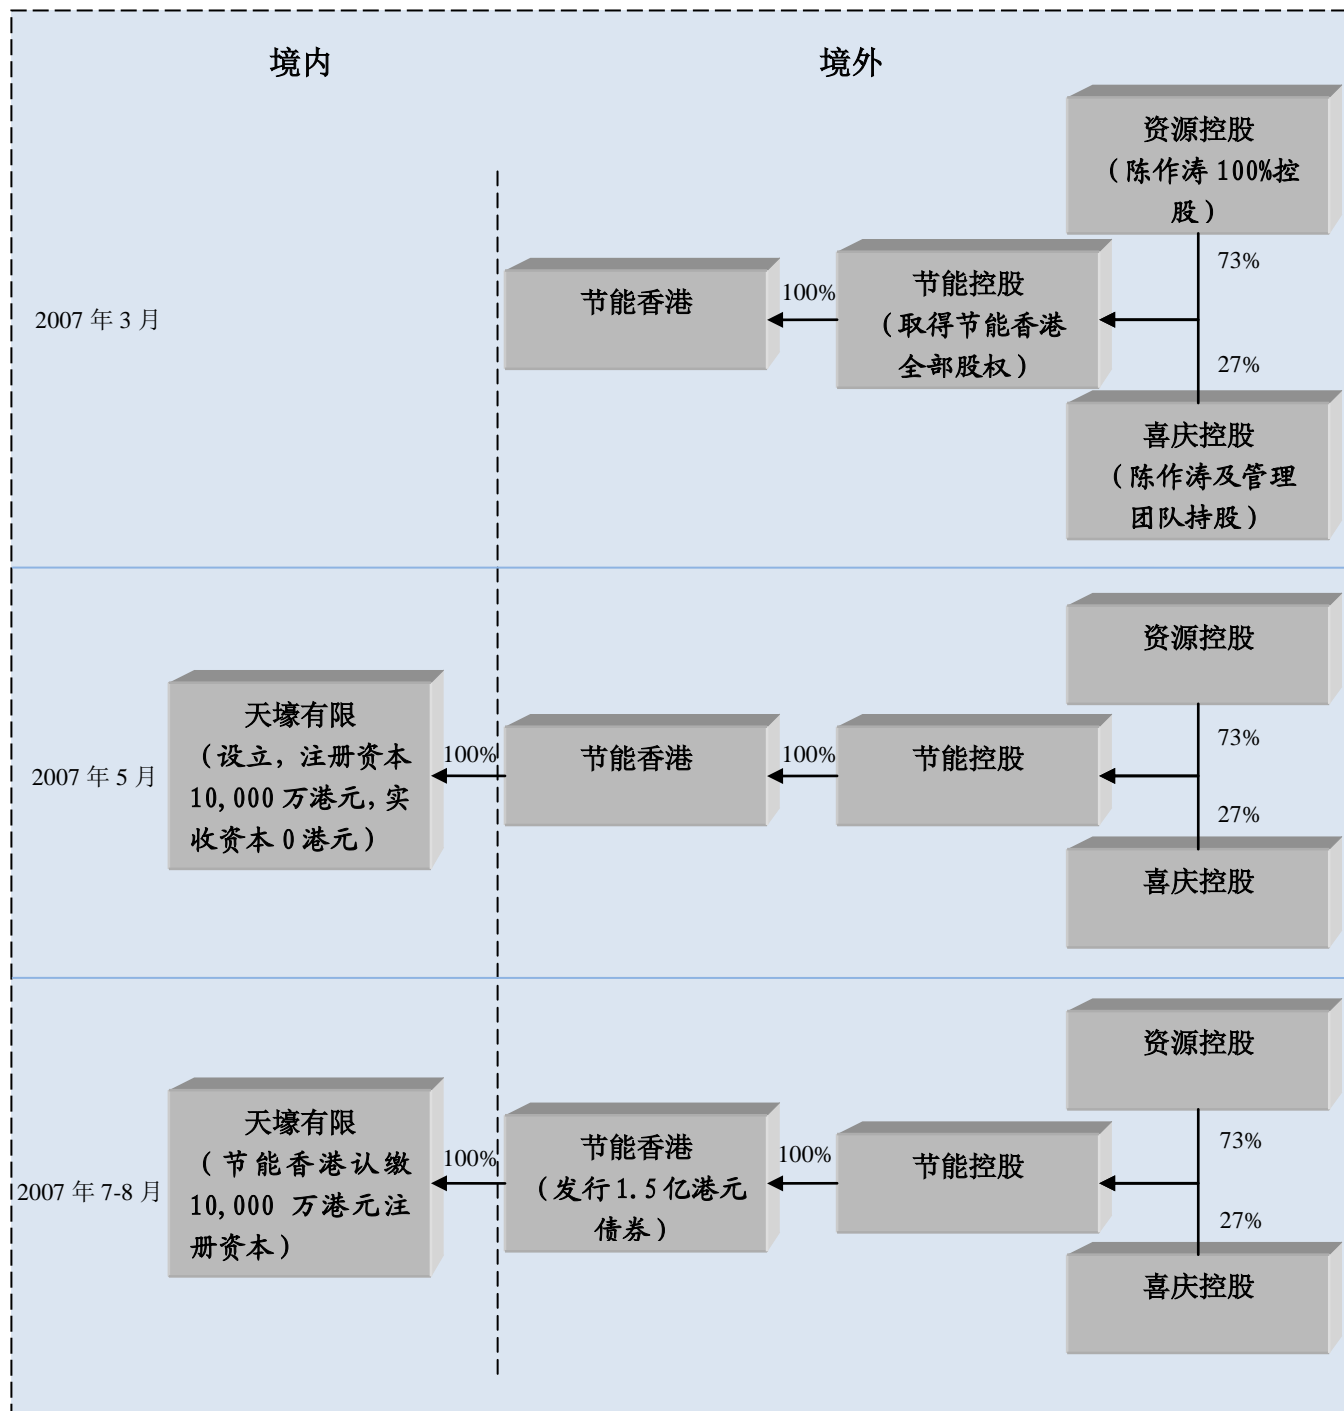 境内
境外
资源控股
（陈作涛 100%控
股）
73%
2007 年 3 月
节能香港
100%
节能控股
（取得节能香港
全部股权）
27%
喜庆控股
（陈作涛及管理
团队持股）
资源控股
2007 年 5 月
天壕有限
（设立，注册资本
10,000 万港元，实
收资本 0 港元）
100%
节能香港
100%
节能控股
73%
27%
喜庆控股
资源控股
2007 年 7-8 月
天壕有限
（节能香港认缴
10,000 万港元注
册资本）
100%
节能香港
（发行 1.5 亿港元
债券）
100%
节能控股
73%
27%
喜庆控股